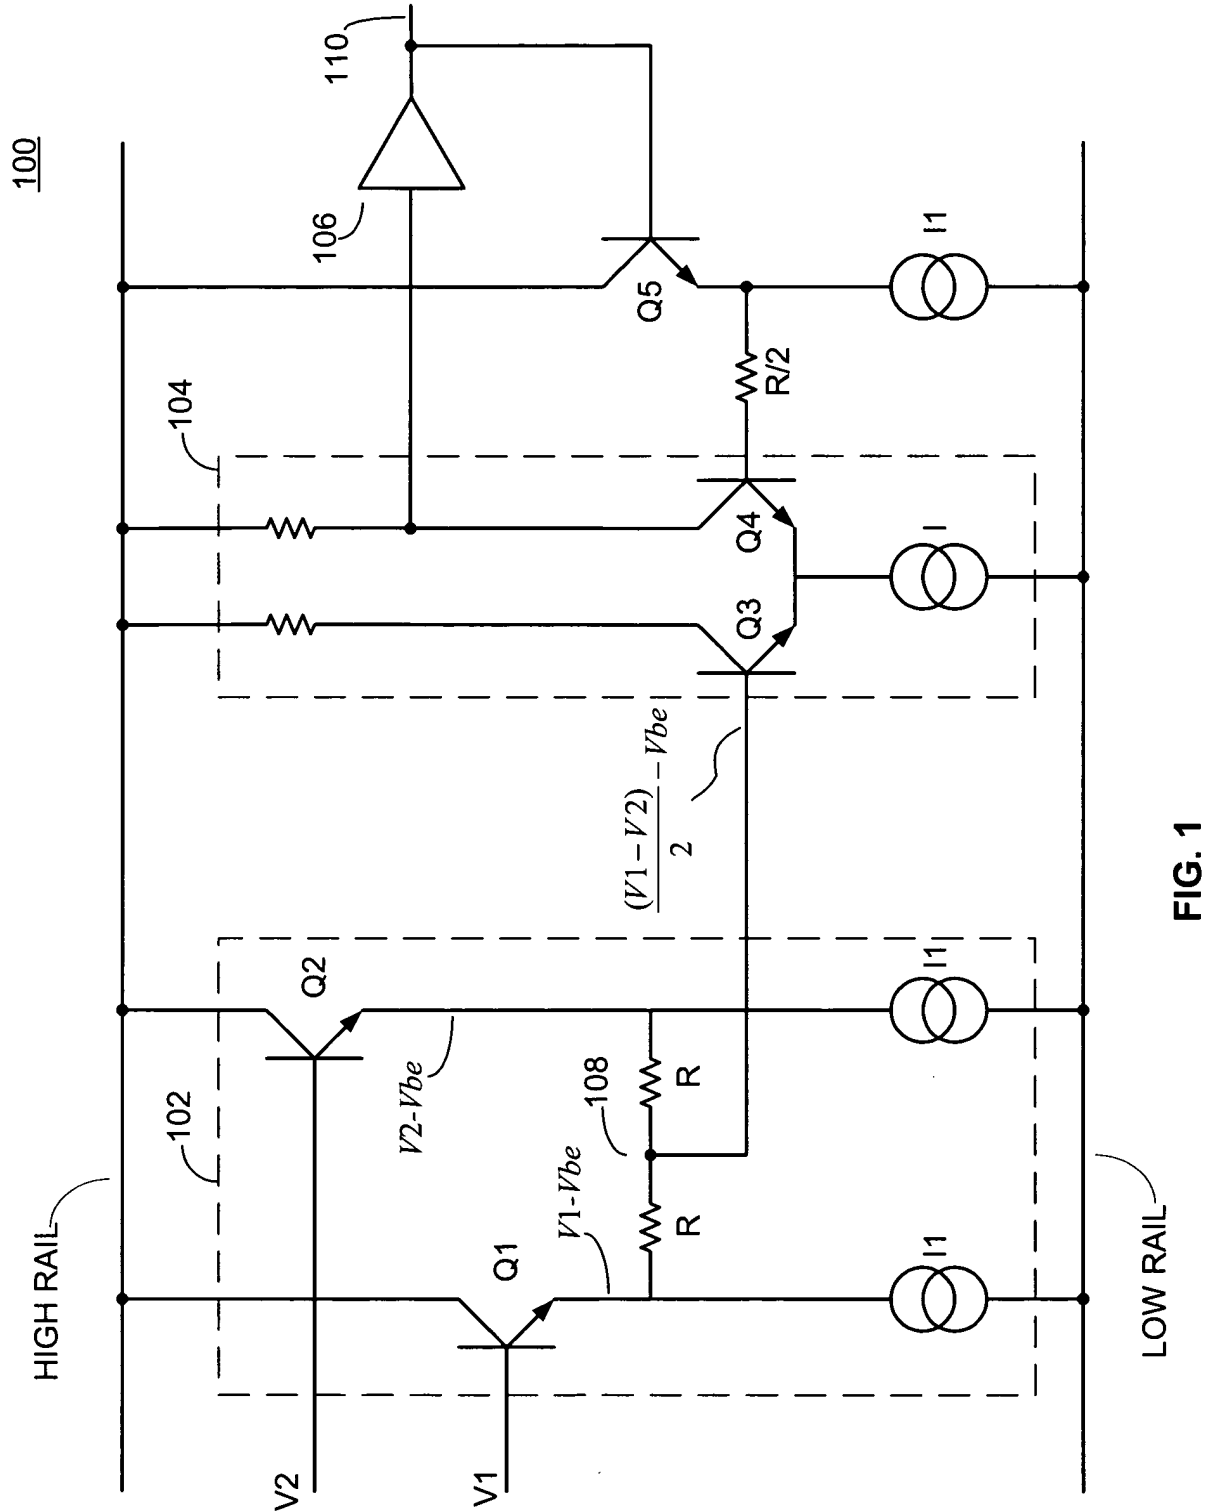 100
HIGH RAIL
102
104
110
106
V2
Q2
V2-Vbe
V1
Q1
V1-Vbe
108
R
R
(V1-V2)
2
-Vbe
Q3
Q4
Q5
R/2
I1
I1
I
I1
LOW RAIL
FIG. 1